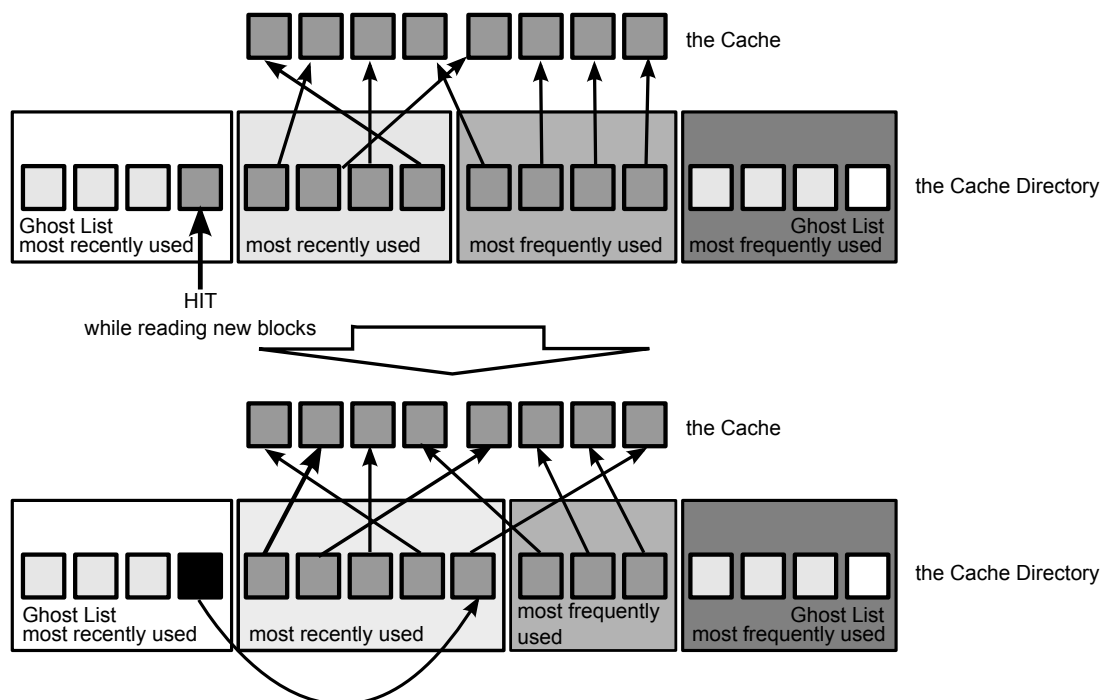 the Cache
the Cache Directory
Ghost List
most recently used
most recently used
most frequently used
Ghost List
most frequently used
HIT
while reading new blocks
the Cache
the Cache Directory
Ghost List
most recently used
most recently used
most frequently
used
Ghost List
most frequently used